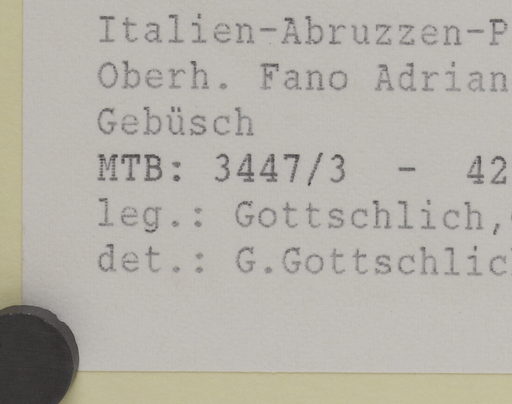 Italien-Abruzzen-P
Oberh. Fano Adrian
Gebüsch
MTB: 3447/3 - 42
leg.: Gottschlich,
det.: G.Gottschlic